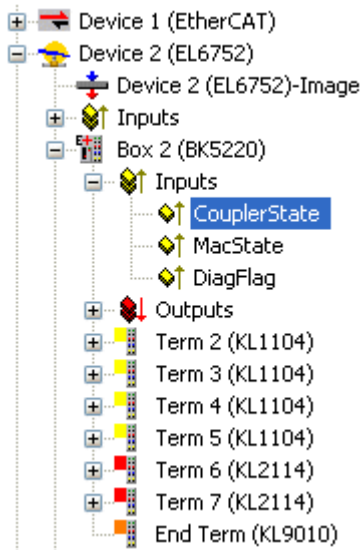 Device 1 (EtherCAT)
Device 2 (EL6752)
Device 2 (EL6752)-Image
Inputs
Box 2 (BK5220)
Inputs
CouplerState
MacState
DiagFlag
Outputs
Term 2 (KL1104)
Term 3 (KL1104)
Term 4 (KL1104)
Term 5 (KL1104)
Term 6 (KL2114)
Term 7 (KL2114)
End Term (KL9010)